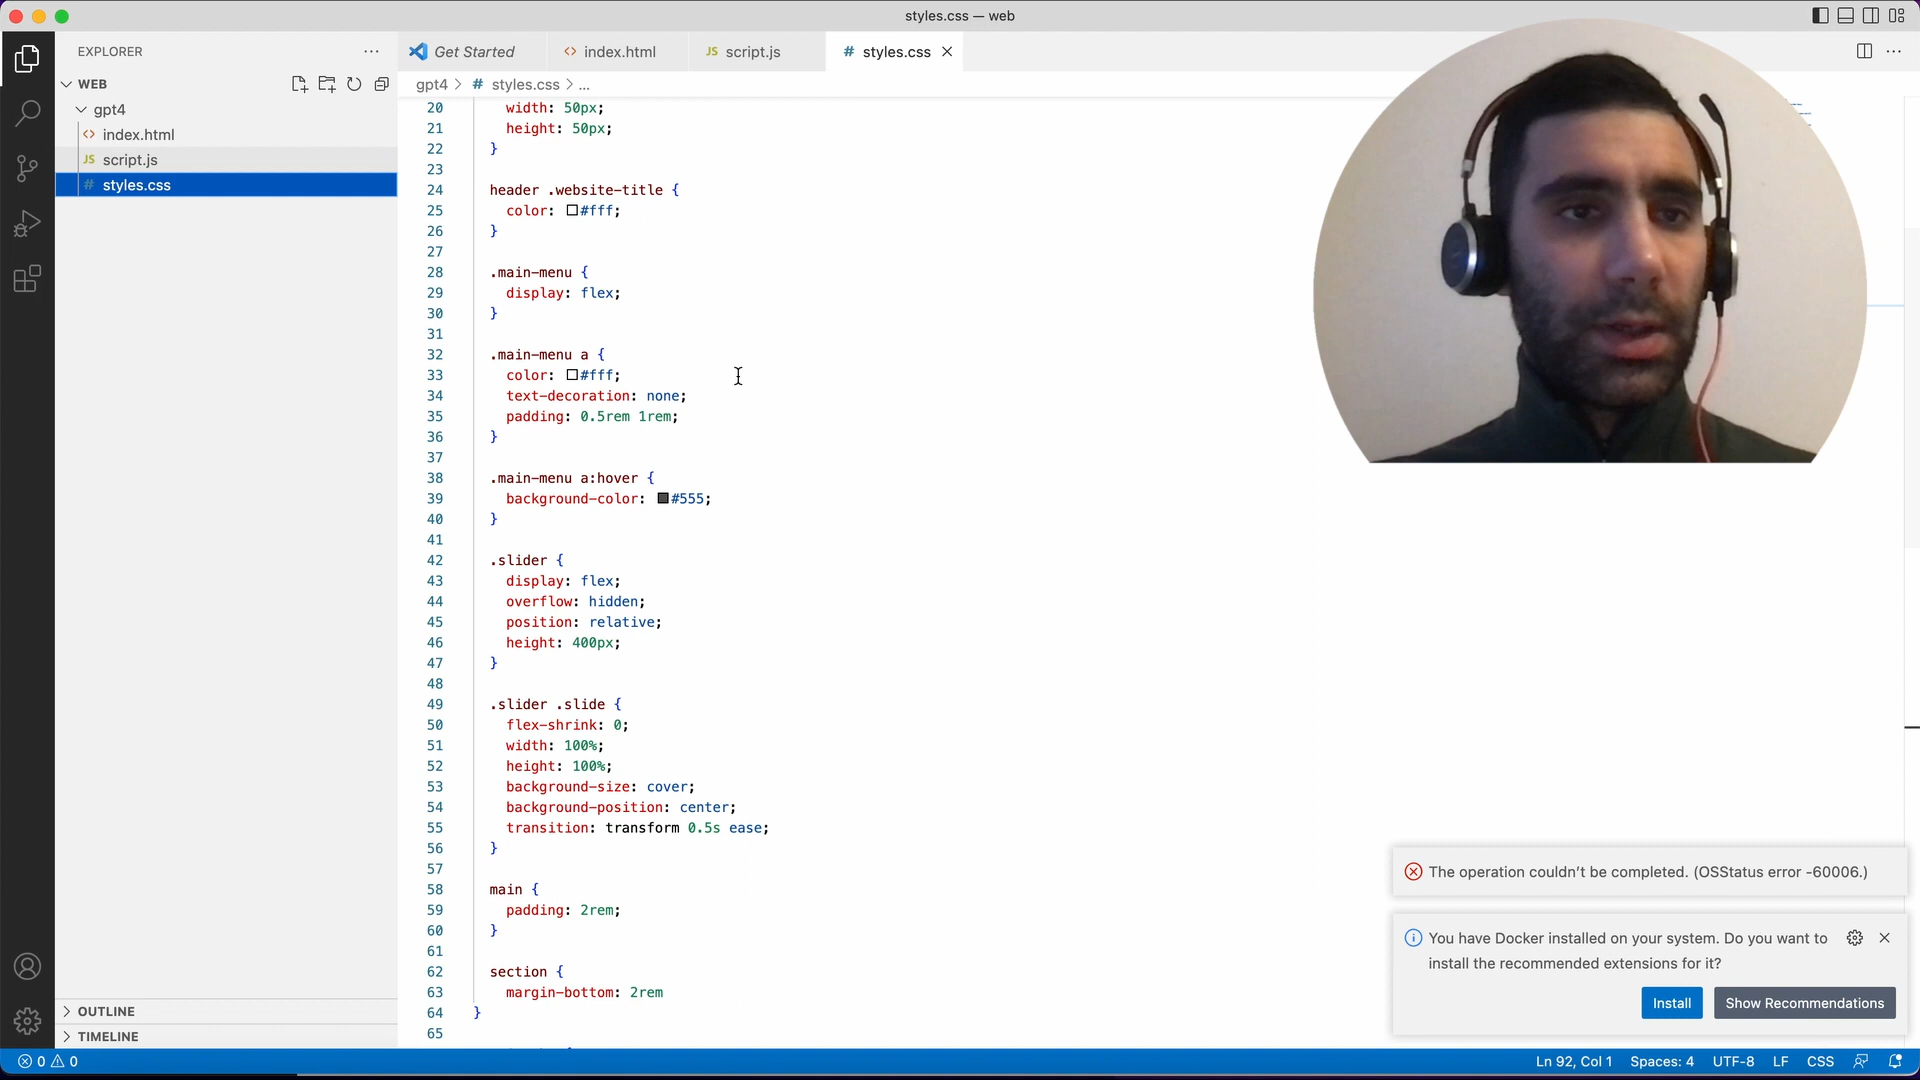 styles.css — web
EXPLORER
WEB
gpt4
index.html
JS script.js
# styles.css
OUTLINE
TIMELINE
Get Started
<> index.html
JS script.js
# styles.css
gpt4 > # styles.css > ...
20 width: 50px;
21 height: 50px;
22 }
23
24 header .website-title {
25 color: #fff;
26 }
27
28 .main-menu {
29 display: flex;
30 }
31
32 .main-menu a {
33 color: #fff;
34 text-decoration: none;
35 padding: 0.5rem 1rem;
36 }
37
38 .main-menu a:hover {
39 background-color: #555;
40 }
41
42 .slider {
43 display: flex;
44 overflow: hidden;
45 position: relative;
46 height: 400px;
47 }
48
49 .slider .slide {
50 flex-shrink: 0;
51 width: 100%;
52 height: 100%;
53 background-size: cover;
54 background-position: center;
55 transition: transform 0.5s ease;
56 }
57
58 main {
59 padding: 2rem;
60 }
61
62 section {
63 margin-bottom: 2rem
64 }
65
The operation couldn't be completed. (OSStatus error -60006.)
You have Docker installed on your system. Do you want to
install the recommended extensions for it?
Install
Show Recommendations
0 0
Ln 92, Col 1 Spaces: 4 UTF-8 LF CSS